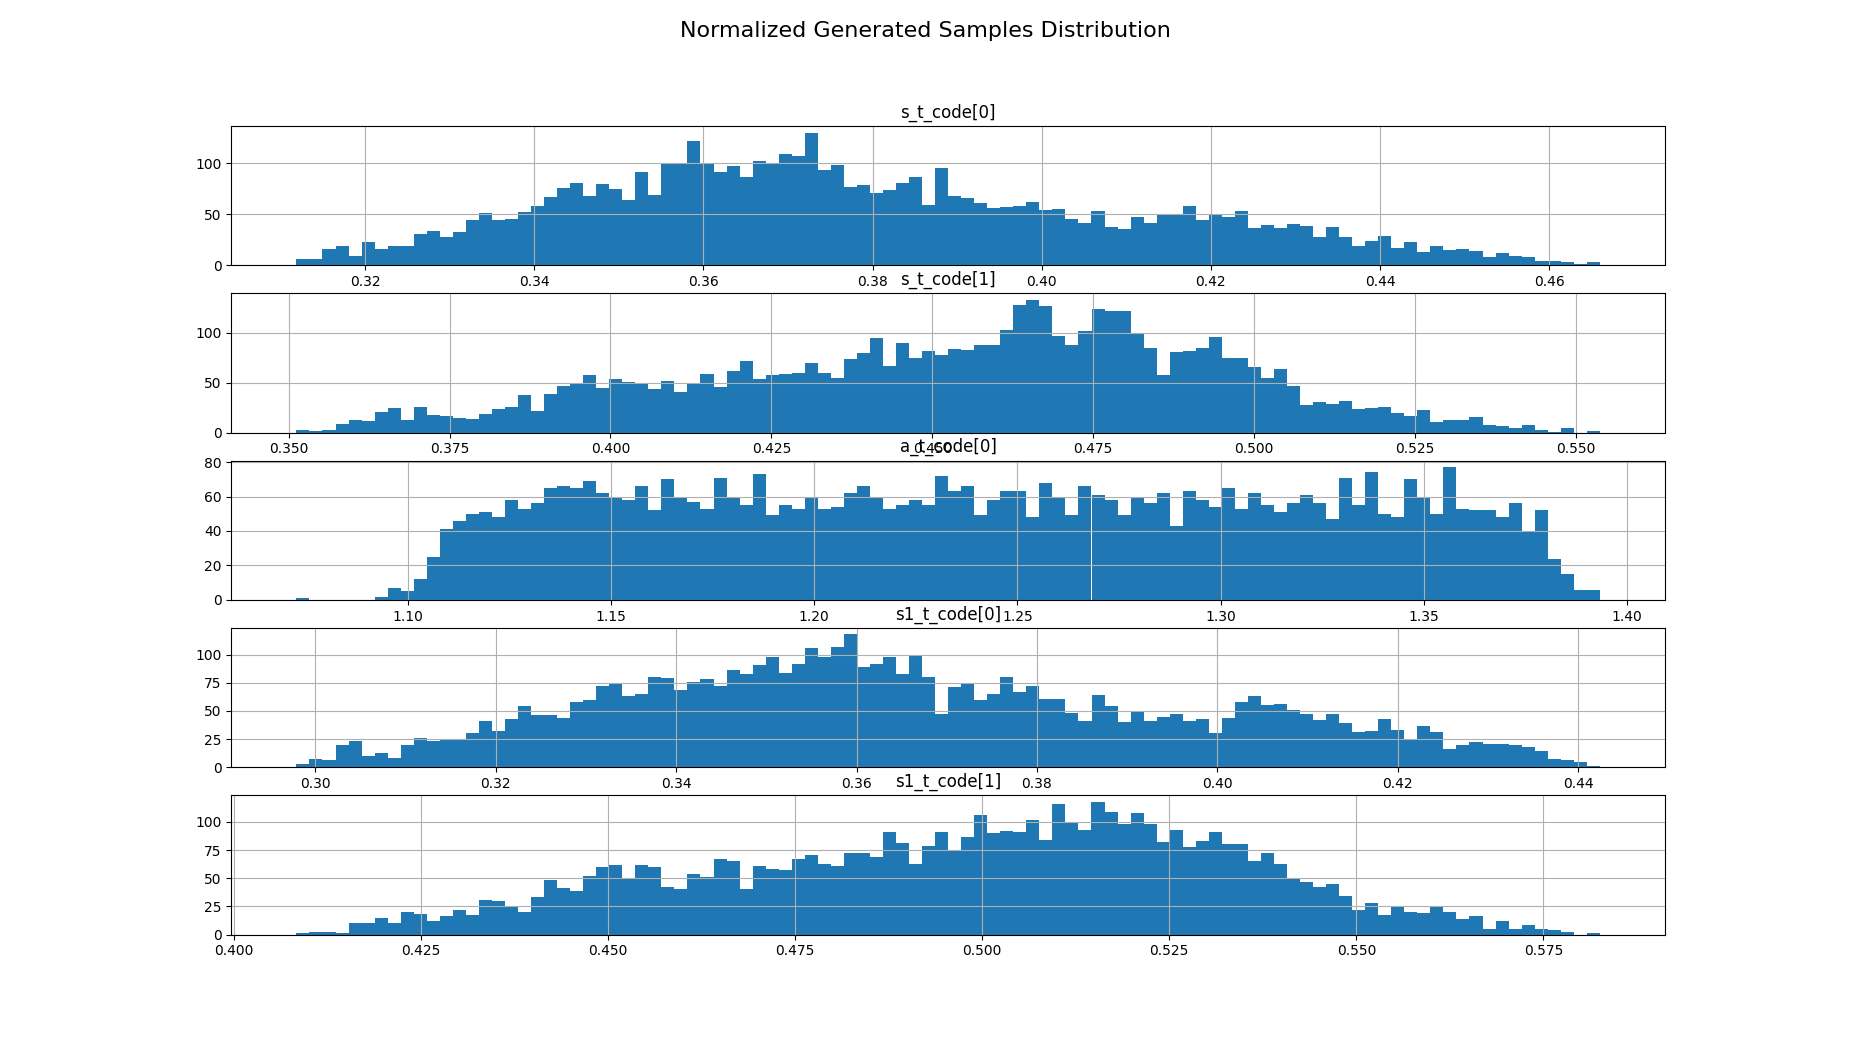 Normalized Generated Samples Distribution
s_t_code[0]
100
50
0
0.32 0.34 0.36 0.38 0.40 0.42 0.44 0.46
s_t_code[1]
100
50
0
0.350 0.375 0.400 0.425 0.450 0.475 0.500 0.525 0.550
a_t_code[0]
80
60
40
20
0
1.10 1.15 1.20 1.25 1.30 1.35 1.40
s1_t_code[0]
100
75
50
25
0
0.30 0.32 0.34 0.36 0.38 0.40 0.42 0.44
s1_t_code[1]
100
75
50
25
0
0.400 0.425 0.450 0.475 0.500 0.525 0.550 0.575